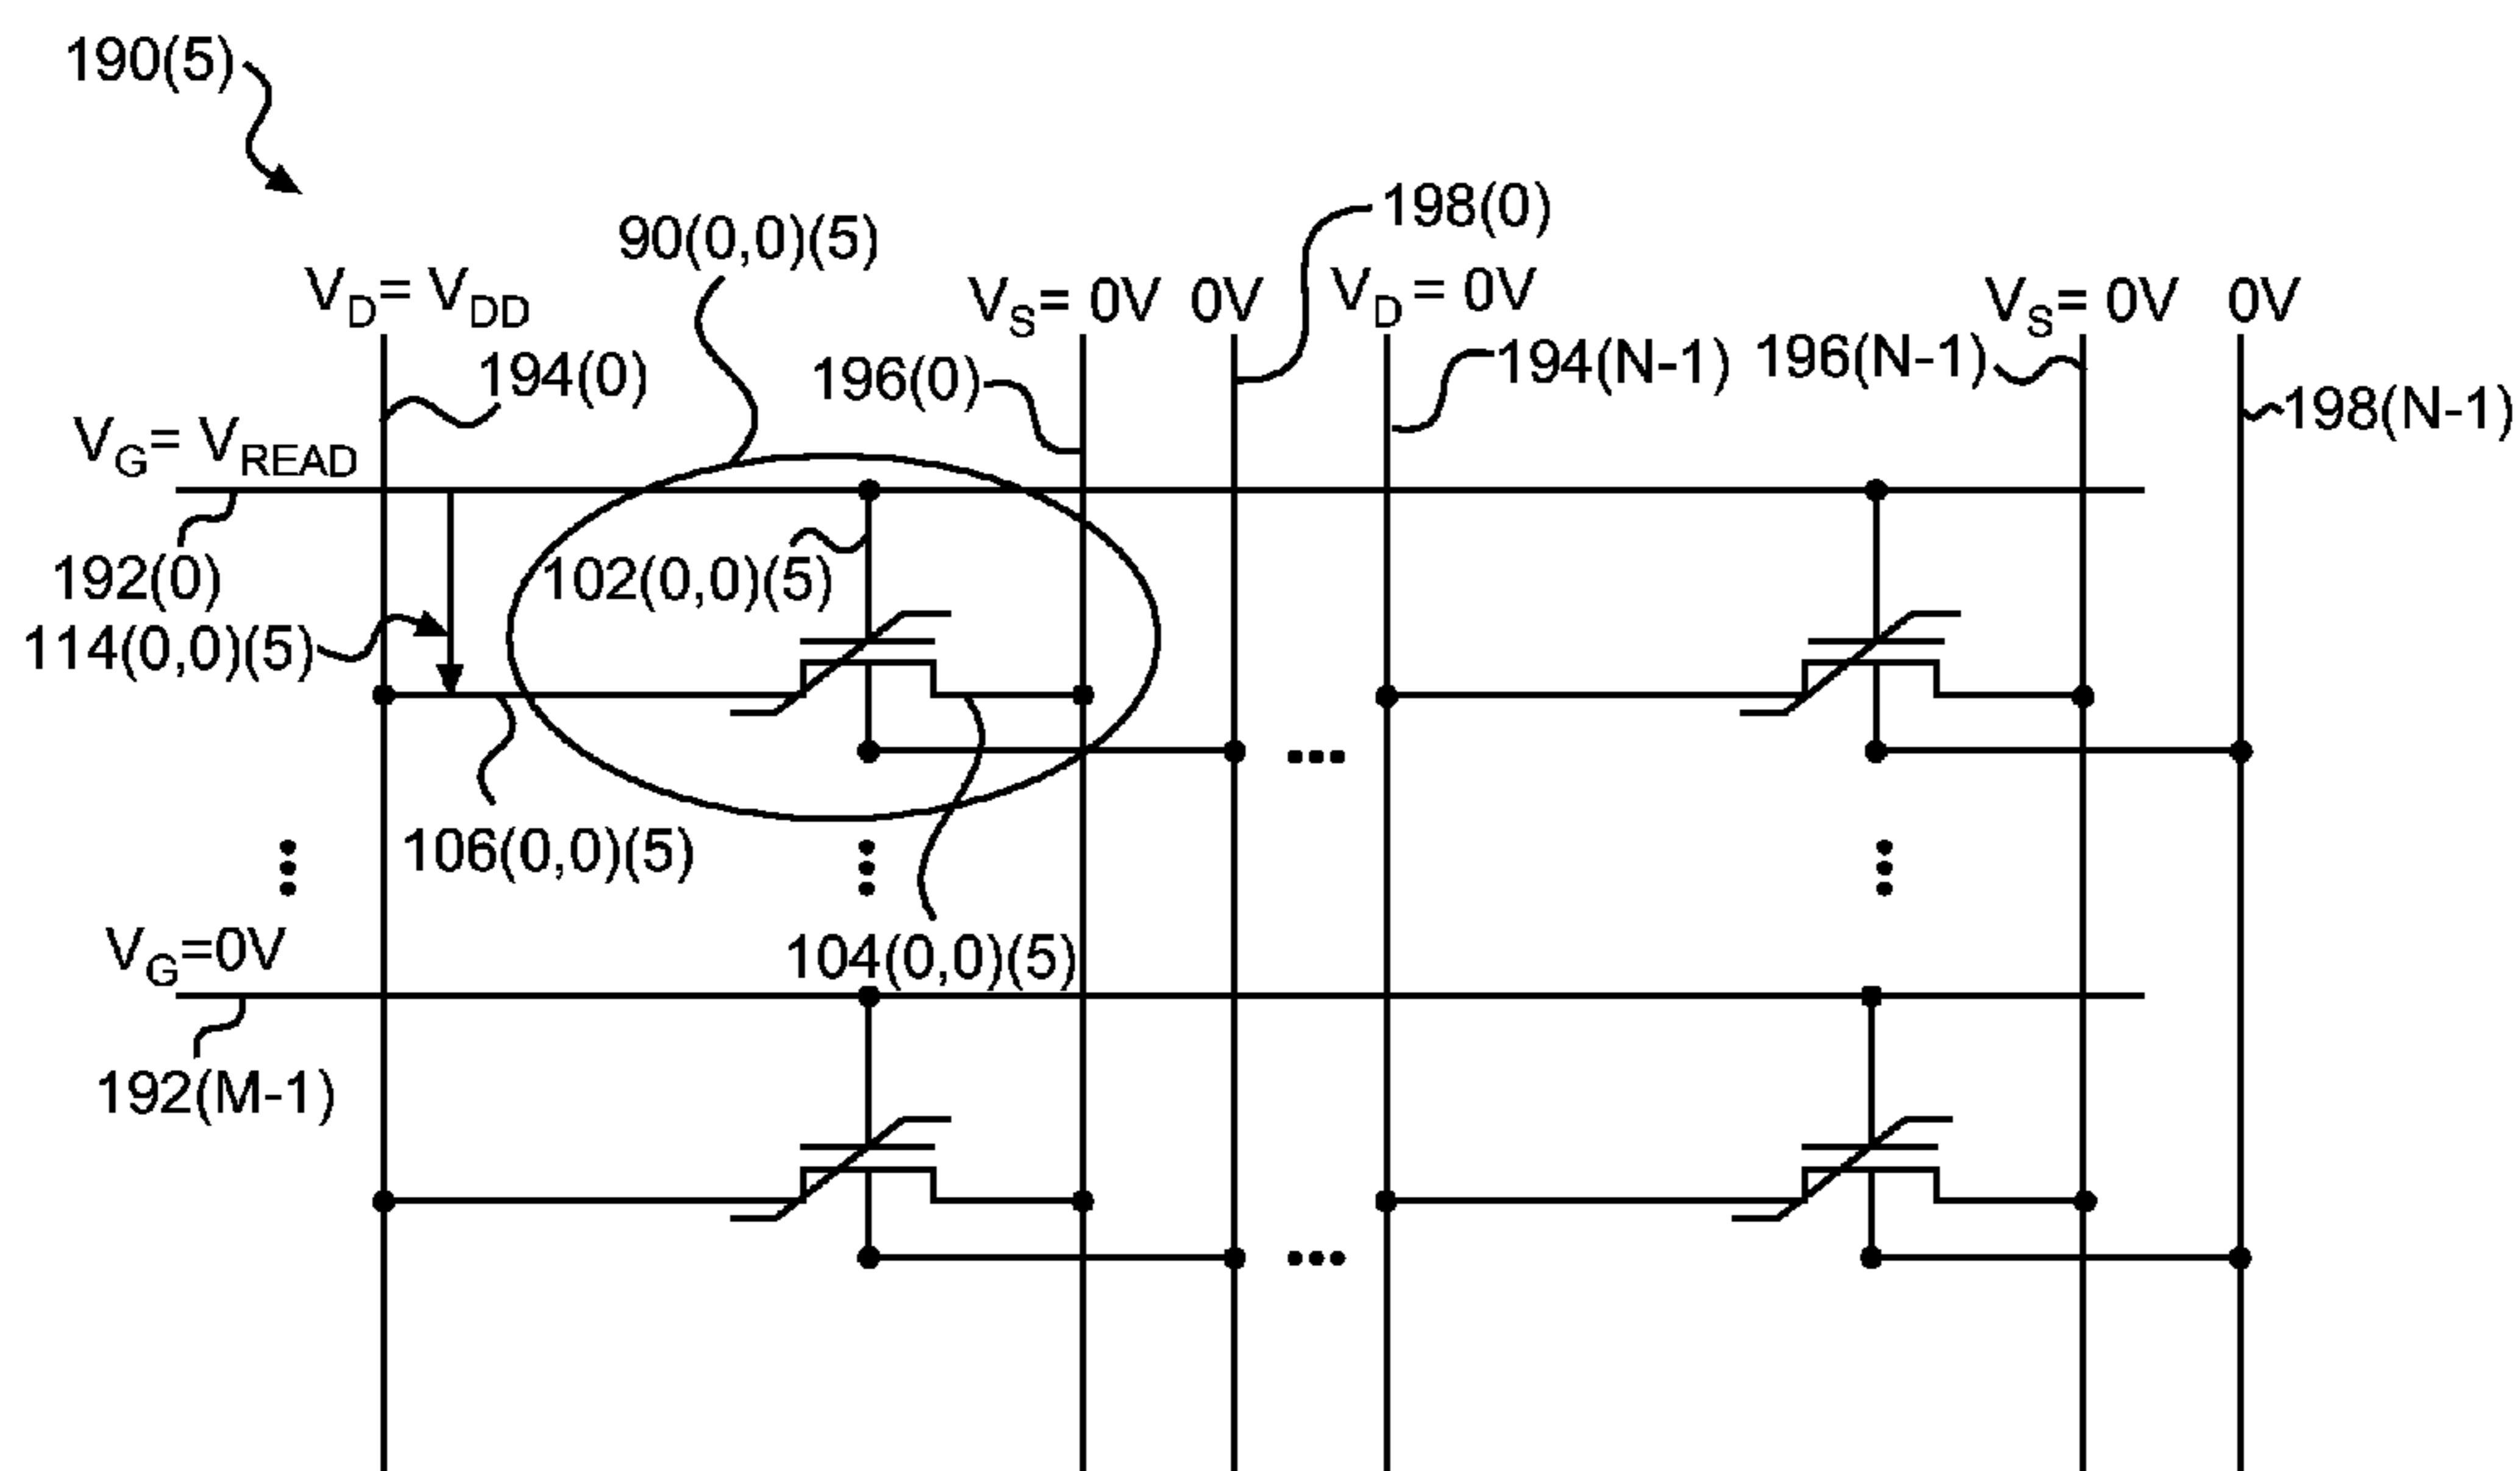 190(5)
90(0,0)(5)
198(0)
V_D= V_DD
V_S= 0V 0V
V_D = 0V
V_S= 0V 0V
194(0)
196(0)
194(N-1)
196(N-1)
198(N-1)
V_G= V_READ
192(0)
102(0,0)(5)
114(0,0)(5)
106(0,0)(5)
104(0,0)(5)
V_G=0V
192(M-1)